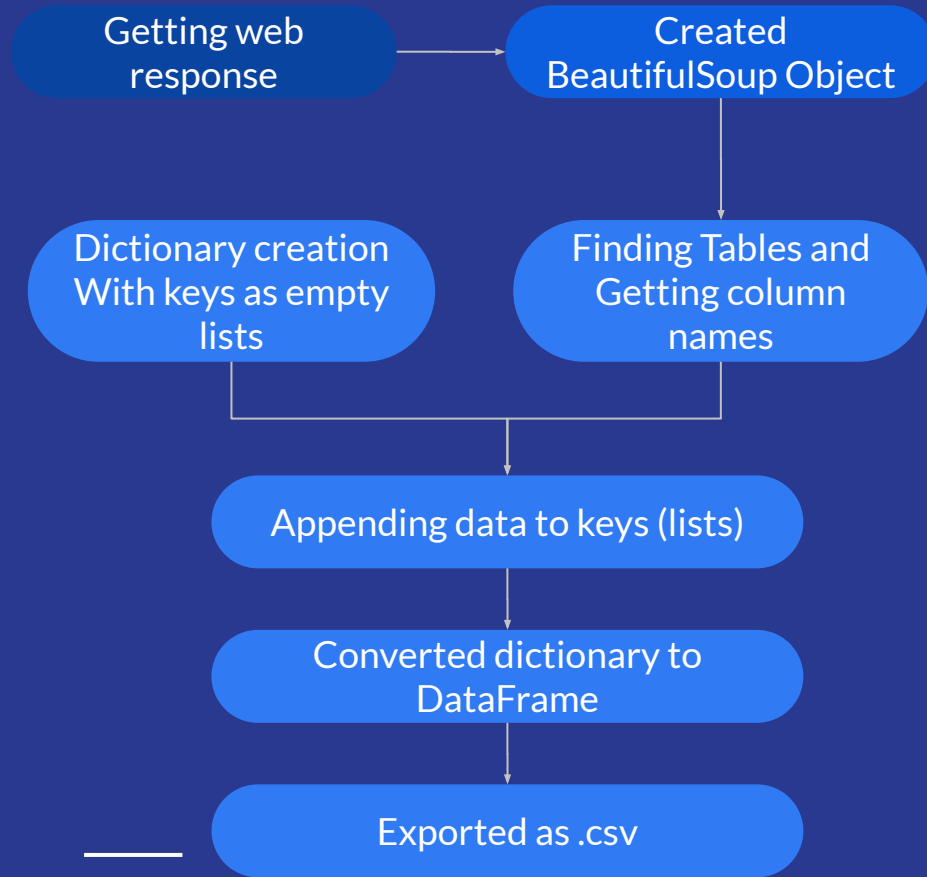 Getting web
response
Created
BeautifulSoup Object
Dictionary creation
With keys as empty
lists
Finding Tables and
Getting column
names
Appending data to keys (lists)
Converted dictionary to
DataFrame
Exported as .csv